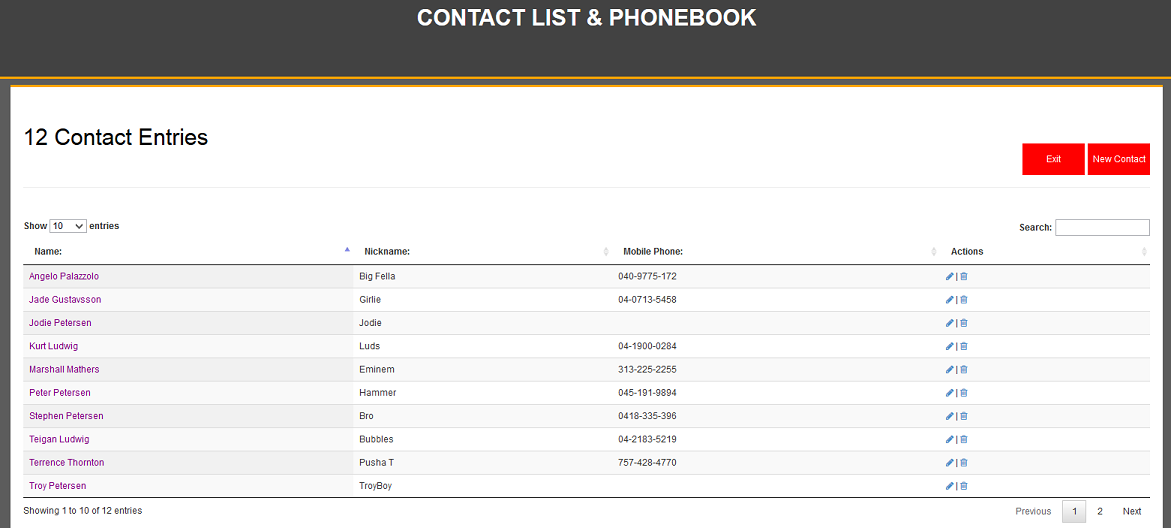 CONTACT LIST & PHONEBOOK
12 Contact Entries
Exit New Contact
Show 10 entries Search:
Name: Nickname: Mobile Phone: Actions
Angelo Palazzolo Big Fella 040-9775-172 |
Jade Gustavsson Girlie 04-0713-5458 |
Jodie Petersen Jodie |
Kurt Ludwig Luds 04-1900-0284 |
Marshall Mathers Eminem 313-225-2255 |
Peter Petersen Hammer 045-191-9894 |
Stephen Petersen Bro 0418-335-396 |
Teigan Ludwig Bubbles 04-2183-5219 |
Terrence Thornton Pusha T 757-428-4770 |
Troy Petersen TroyBoy |
Showing 1 to 10 of 12 entries Previous 1 2 Next